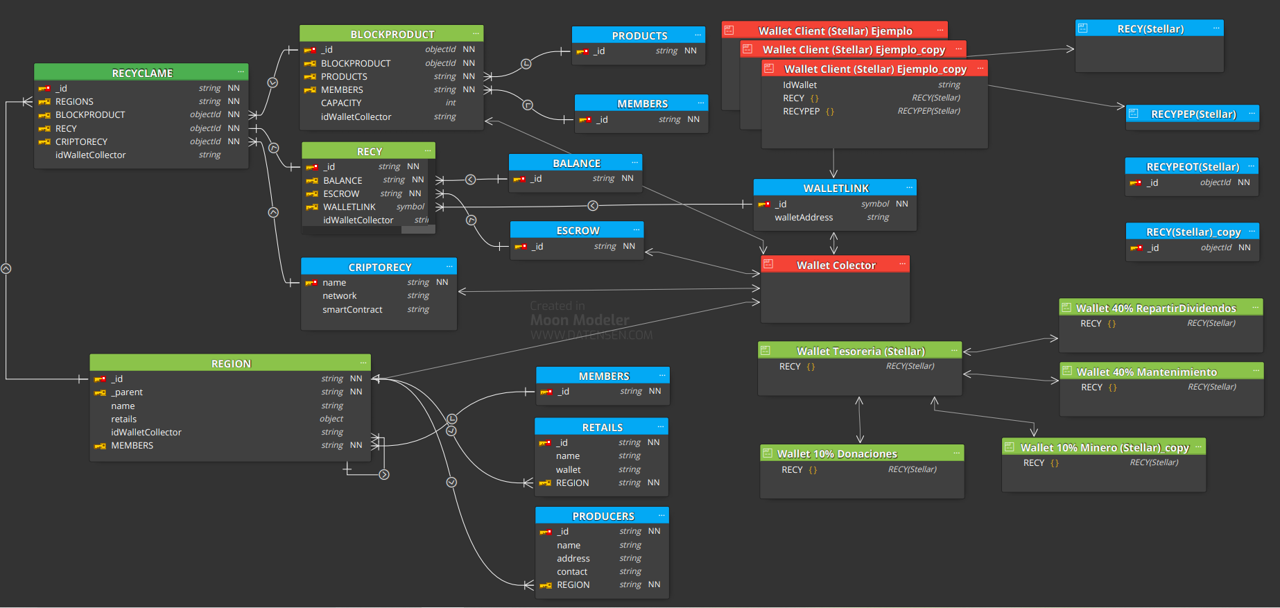 RECYCLAME
_id string NN
REGIONS string NN
BLOCKPRODUCT objectId NN
RECY objectId NN
CRIPTORECY objectId NN
idWalletCollector string
BLOCKPRODUCT
_id objectId NN
BLOCKPRODUCT objectId NN
PRODUCTS string NN
MEMBERS string NN
CAPACITY int
idWalletCollector string
PRODUCTS
_id string NN
MEMBERS
_id string NN
RECY
_id string NN
BALANCE string NN
ESCROW string NN
WALLETLINK symbol
idWalletCollector stri
BALANCE
_id string NN
ESCROW
_id string NN
CRIPTORECY
name string NN
network string
smartContract string
Wallet Client (Stellar) Ejemplo
Wallet Client (Stellar) Ejemplo_copy
Wallet Client (Stellar) Ejemplo_copy
IdWallet string
RECY {} RECY(Stellar)
RECYPEP {} RECYPEP(Stellar)
RECY(Stellar)
RECYPEP(Stellar)
RECYPEOT(Stellar)
_id objectId NN
RECY(Stellar)_copy
_id objectId NN
WALLETLINK
_id symbol NN
walletAddress string
Wallet Colector
Created in
Moon Modeler
WWW.DATENSEN.COM
Wallet Tesoreria (Stellar)
RECY {} RECY(Stellar)
Wallet 40% RepartirDividendos
RECY {} RECY(Stellar)
Wallet 40% Mantenimiento
RECY {} RECY(Stellar)
Wallet 10% Donaciones
RECY {} RECY(Stellar)
Wallet 10% Minero (Stellar)_copy
RECY {} RECY(Stellar)
REGION
_id string NN
_parent string NN
name string
retails object
idWalletCollector string
MEMBERS string NN
MEMBERS
_id string NN
RETAILS
_id string NN
name string
wallet string
REGION string NN
PRODUCERS
_id string NN
name string
address string
contact string
REGION string NN